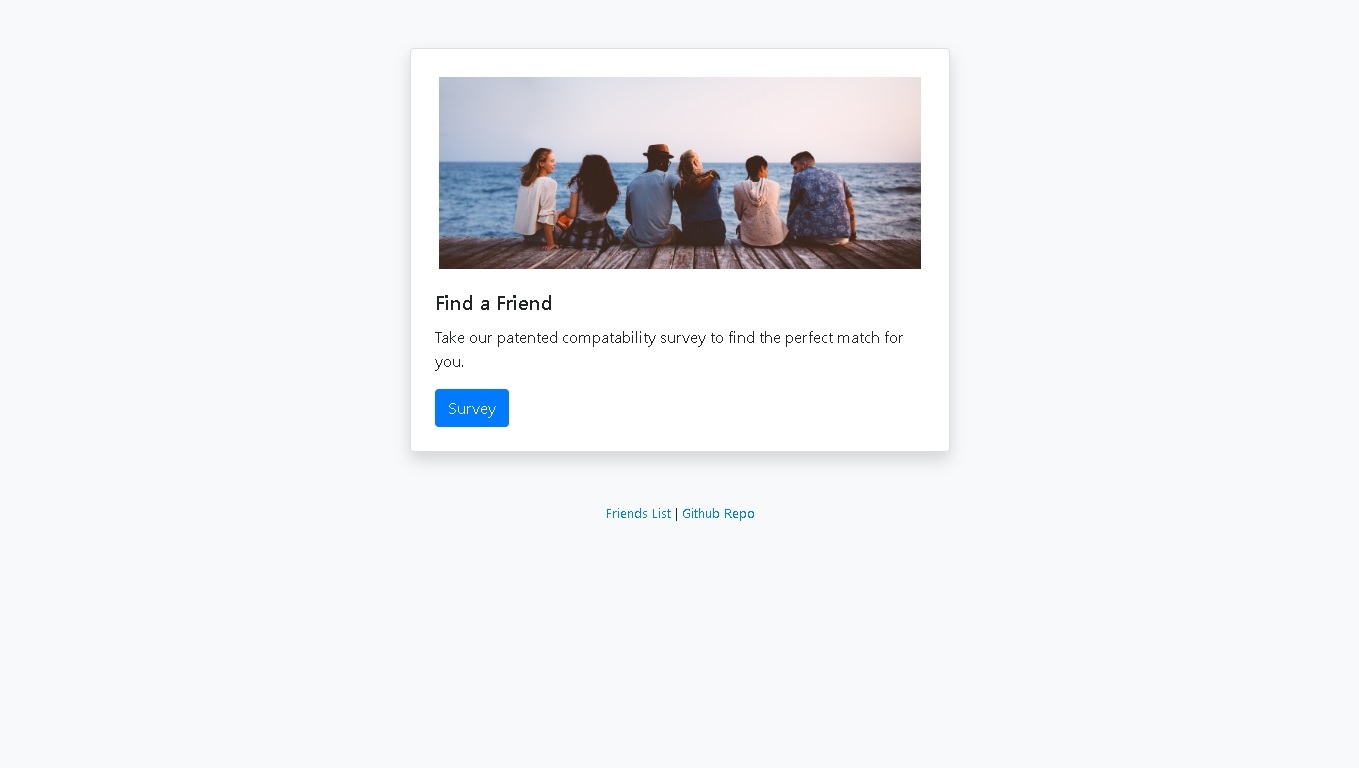 Find a Friend
Take our patented compatability survey to find the perfect match for
you.
Survey
Friends List | Github Repo